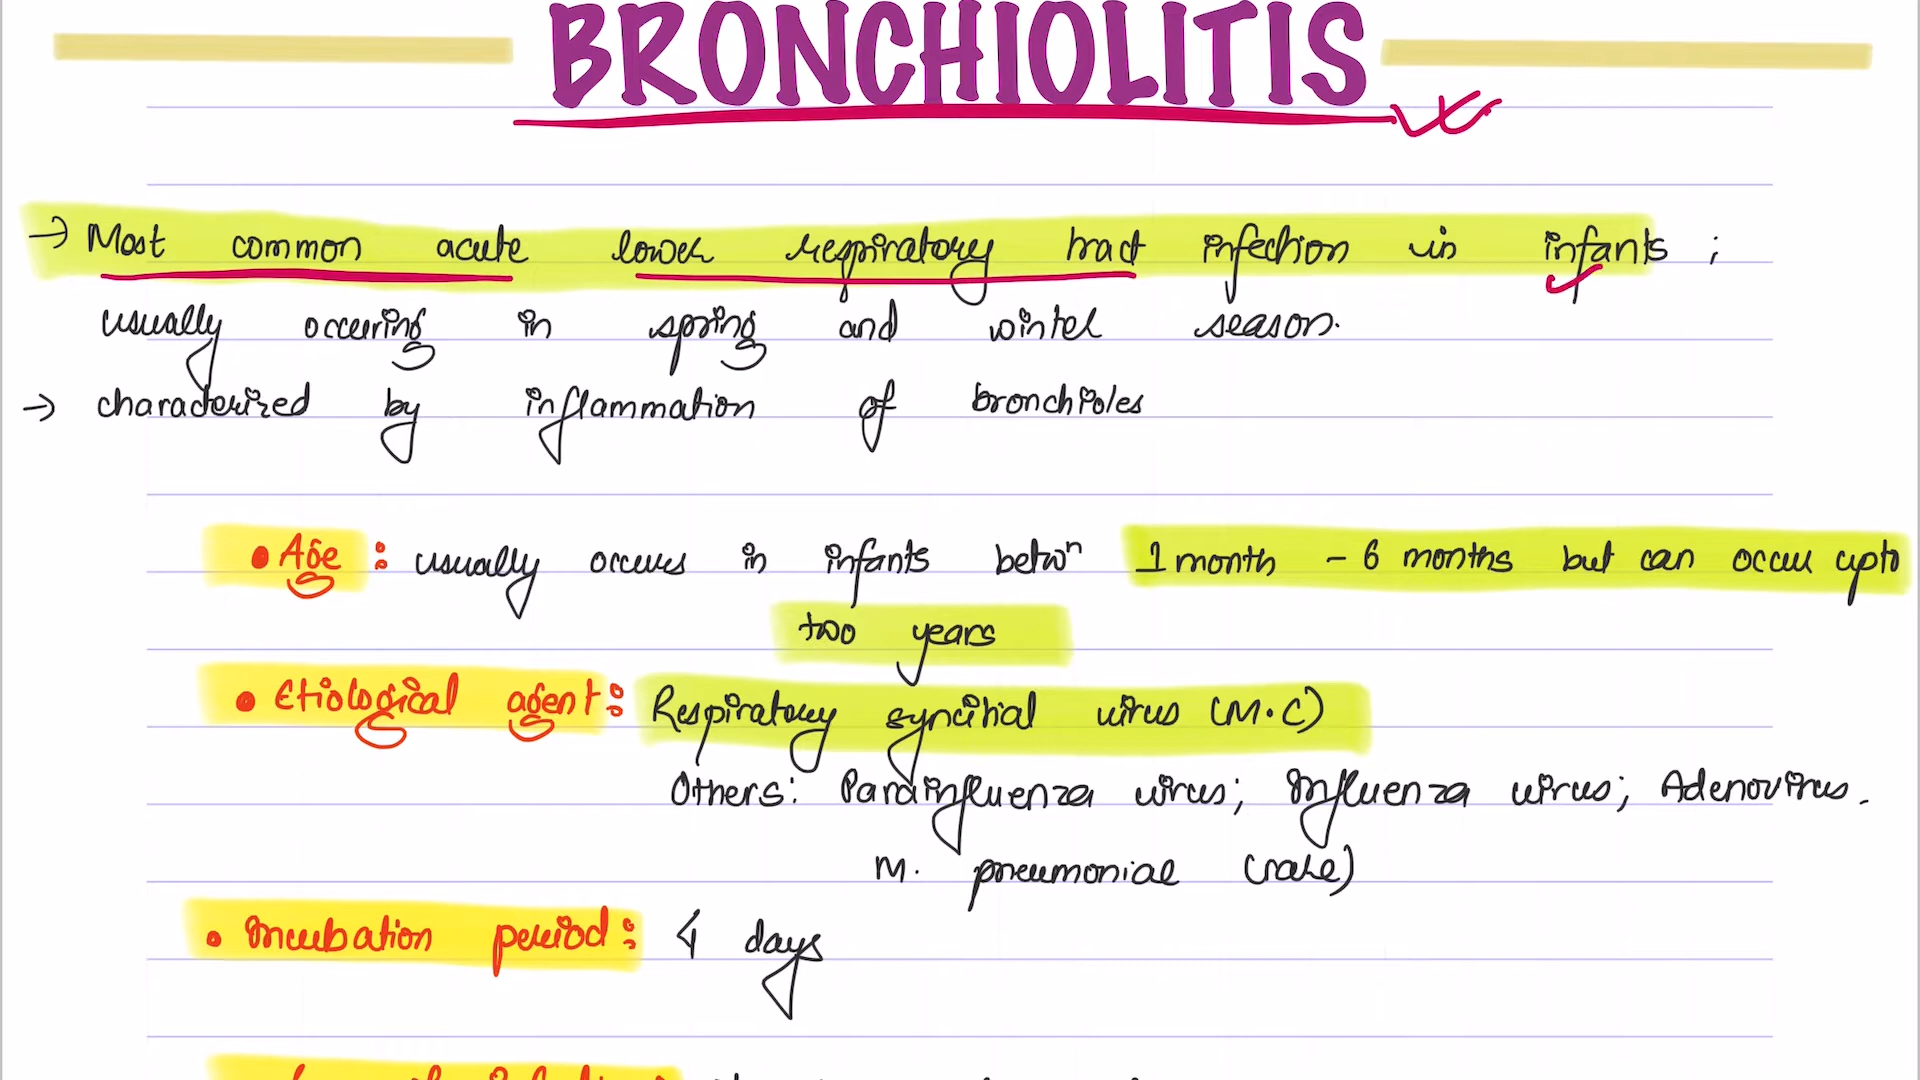 BRONCHIOLITIS
→ Most common acute lower respiratory tract infection in infants ;
usually occuring in spring and winter season.
→ characterized by inflammation of bronchioles
• Age : usually occurs in infants betwⁿ 1 month - 6 months but can occur upto
two years
• Etiological agent: Respiratory syncitial virus (M.C)
Others: Parainfluenza virus; Influenza virus; Adenovirus.
M. pneumoniae (rare)
• Incubation period: 4 days